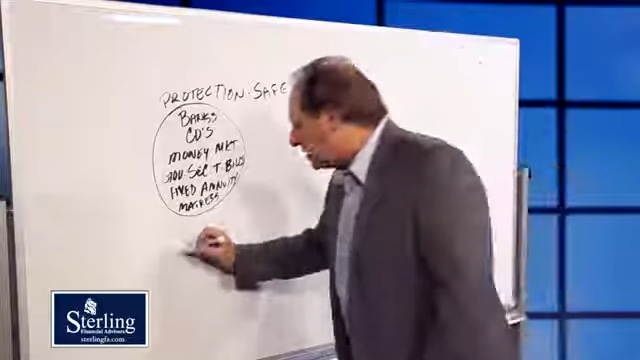 PROTECTION-SAFE
BANKS
CD'S
MONEY MKT
GOV SEC T-BILLS
FIXED ANNUITY
MATRESS
Sterling
Financial Advisors
sterlingfa.com